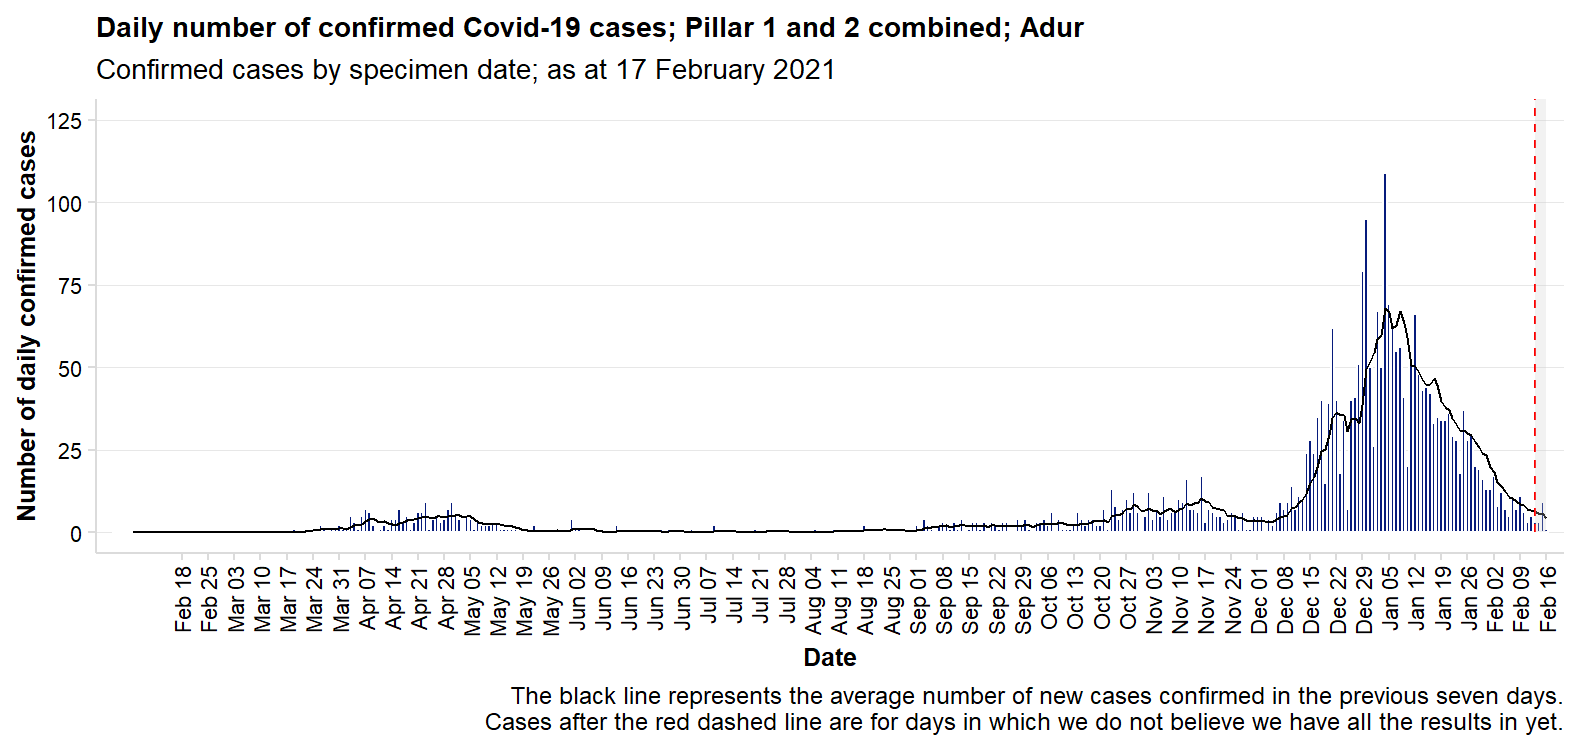 Daily number of confirmed Covid-19 cases; Pillar 1 and 2 combined; Adur
Confirmed cases by specimen date; as at 17 February 2021
Number of daily confirmed cases
125
100
75
50
25
0
Feb 18
Feb 25
Mar 03
Mar 10
Mar 17
Mar 24
Mar 31
Apr 07
Apr 14
Apr 21
Apr 28
May 05
May 12
May 19
May 26
Jun 02
Jun 09
Jun 16
Jun 23
Jun 30
Jul 07
Jul 14
Jul 21
Jul 28
Aug 04
Aug 11
Aug 18
Aug 25
Sep 01
Sep 08
Sep 15
Sep 22
Sep 29
Oct 06
Oct 13
Oct 20
Oct 27
Nov 03
Nov 10
Nov 17
Nov 24
Dec 01
Dec 08
Dec 15
Dec 22
Dec 29
Jan 05
Jan 12
Jan 19
Jan 26
Feb 02
Feb 09
Feb 16
Date
The black line represents the average number of new cases confirmed in the previous seven days.
Cases after the red dashed line are for days in which we do not believe we have all the results in yet.